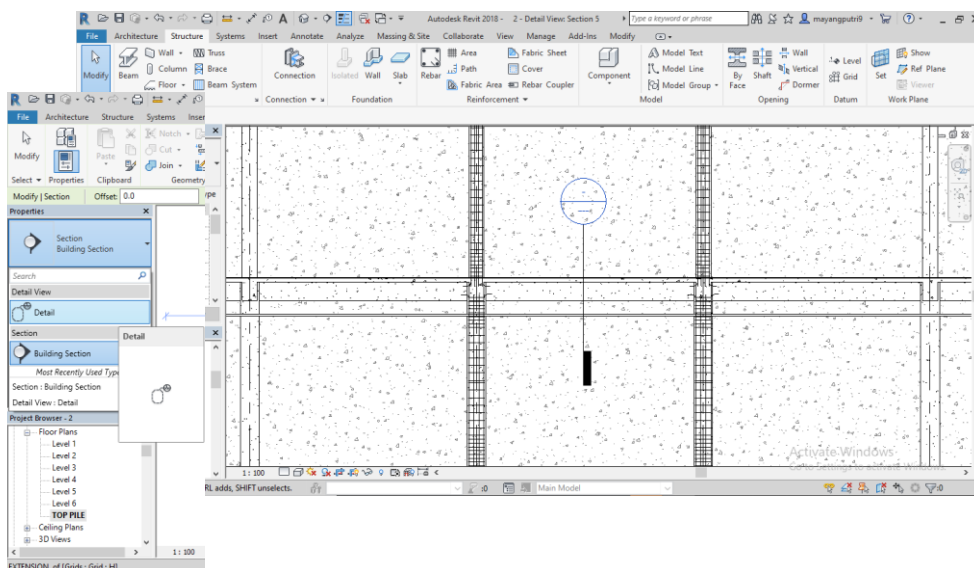 Autodesk Revit 2018 - 2 - Detail View: Section 5
Type a keyword or phrase
mayangputri9
File Architecture Structure Systems Insert Annotate Analyze Massing & Site Collaborate View Manage Add-Ins Modify
Modify Beam Wall Truss
Column Brace
Floor Beam System
Connection
Isolated Wall Slab
Rebar Area Fabric Sheet
Path Cover
Fabric Area Rebar Coupler
Component Model Text
Model Line
Model Group
By Face Shaft Wall
Vertical
Dormer
Level
Grid
Set Show
Ref Plane
Viewer
Connection Foundation Reinforcement Model Opening Datum Work Plane
File Architecture Structure Systems Inser
Modify Paste Notch
Cut
Join
Select Properties Clipboard Geometry
Modify | Section Offset: 0.0
Properties
Section
Building Section
Search
Detail View
Detail
Section
Building Section
Most Recently Used Typ
Section : Building Section
Detail View : Detail
Detail
Project Browser - 2
Floor Plans
Level 1
Level 2
Level 3
Level 4
Level 5
Level 6
TOP PILE
Ceiling Plans
3D Views
1 : 100
EXTENSION of [Grids : Grid : H]
1 : 100
RL adds, SHIFT unselects.
:0
Main Model
:0
Activate Windows
Go to Settings to activate Windows.